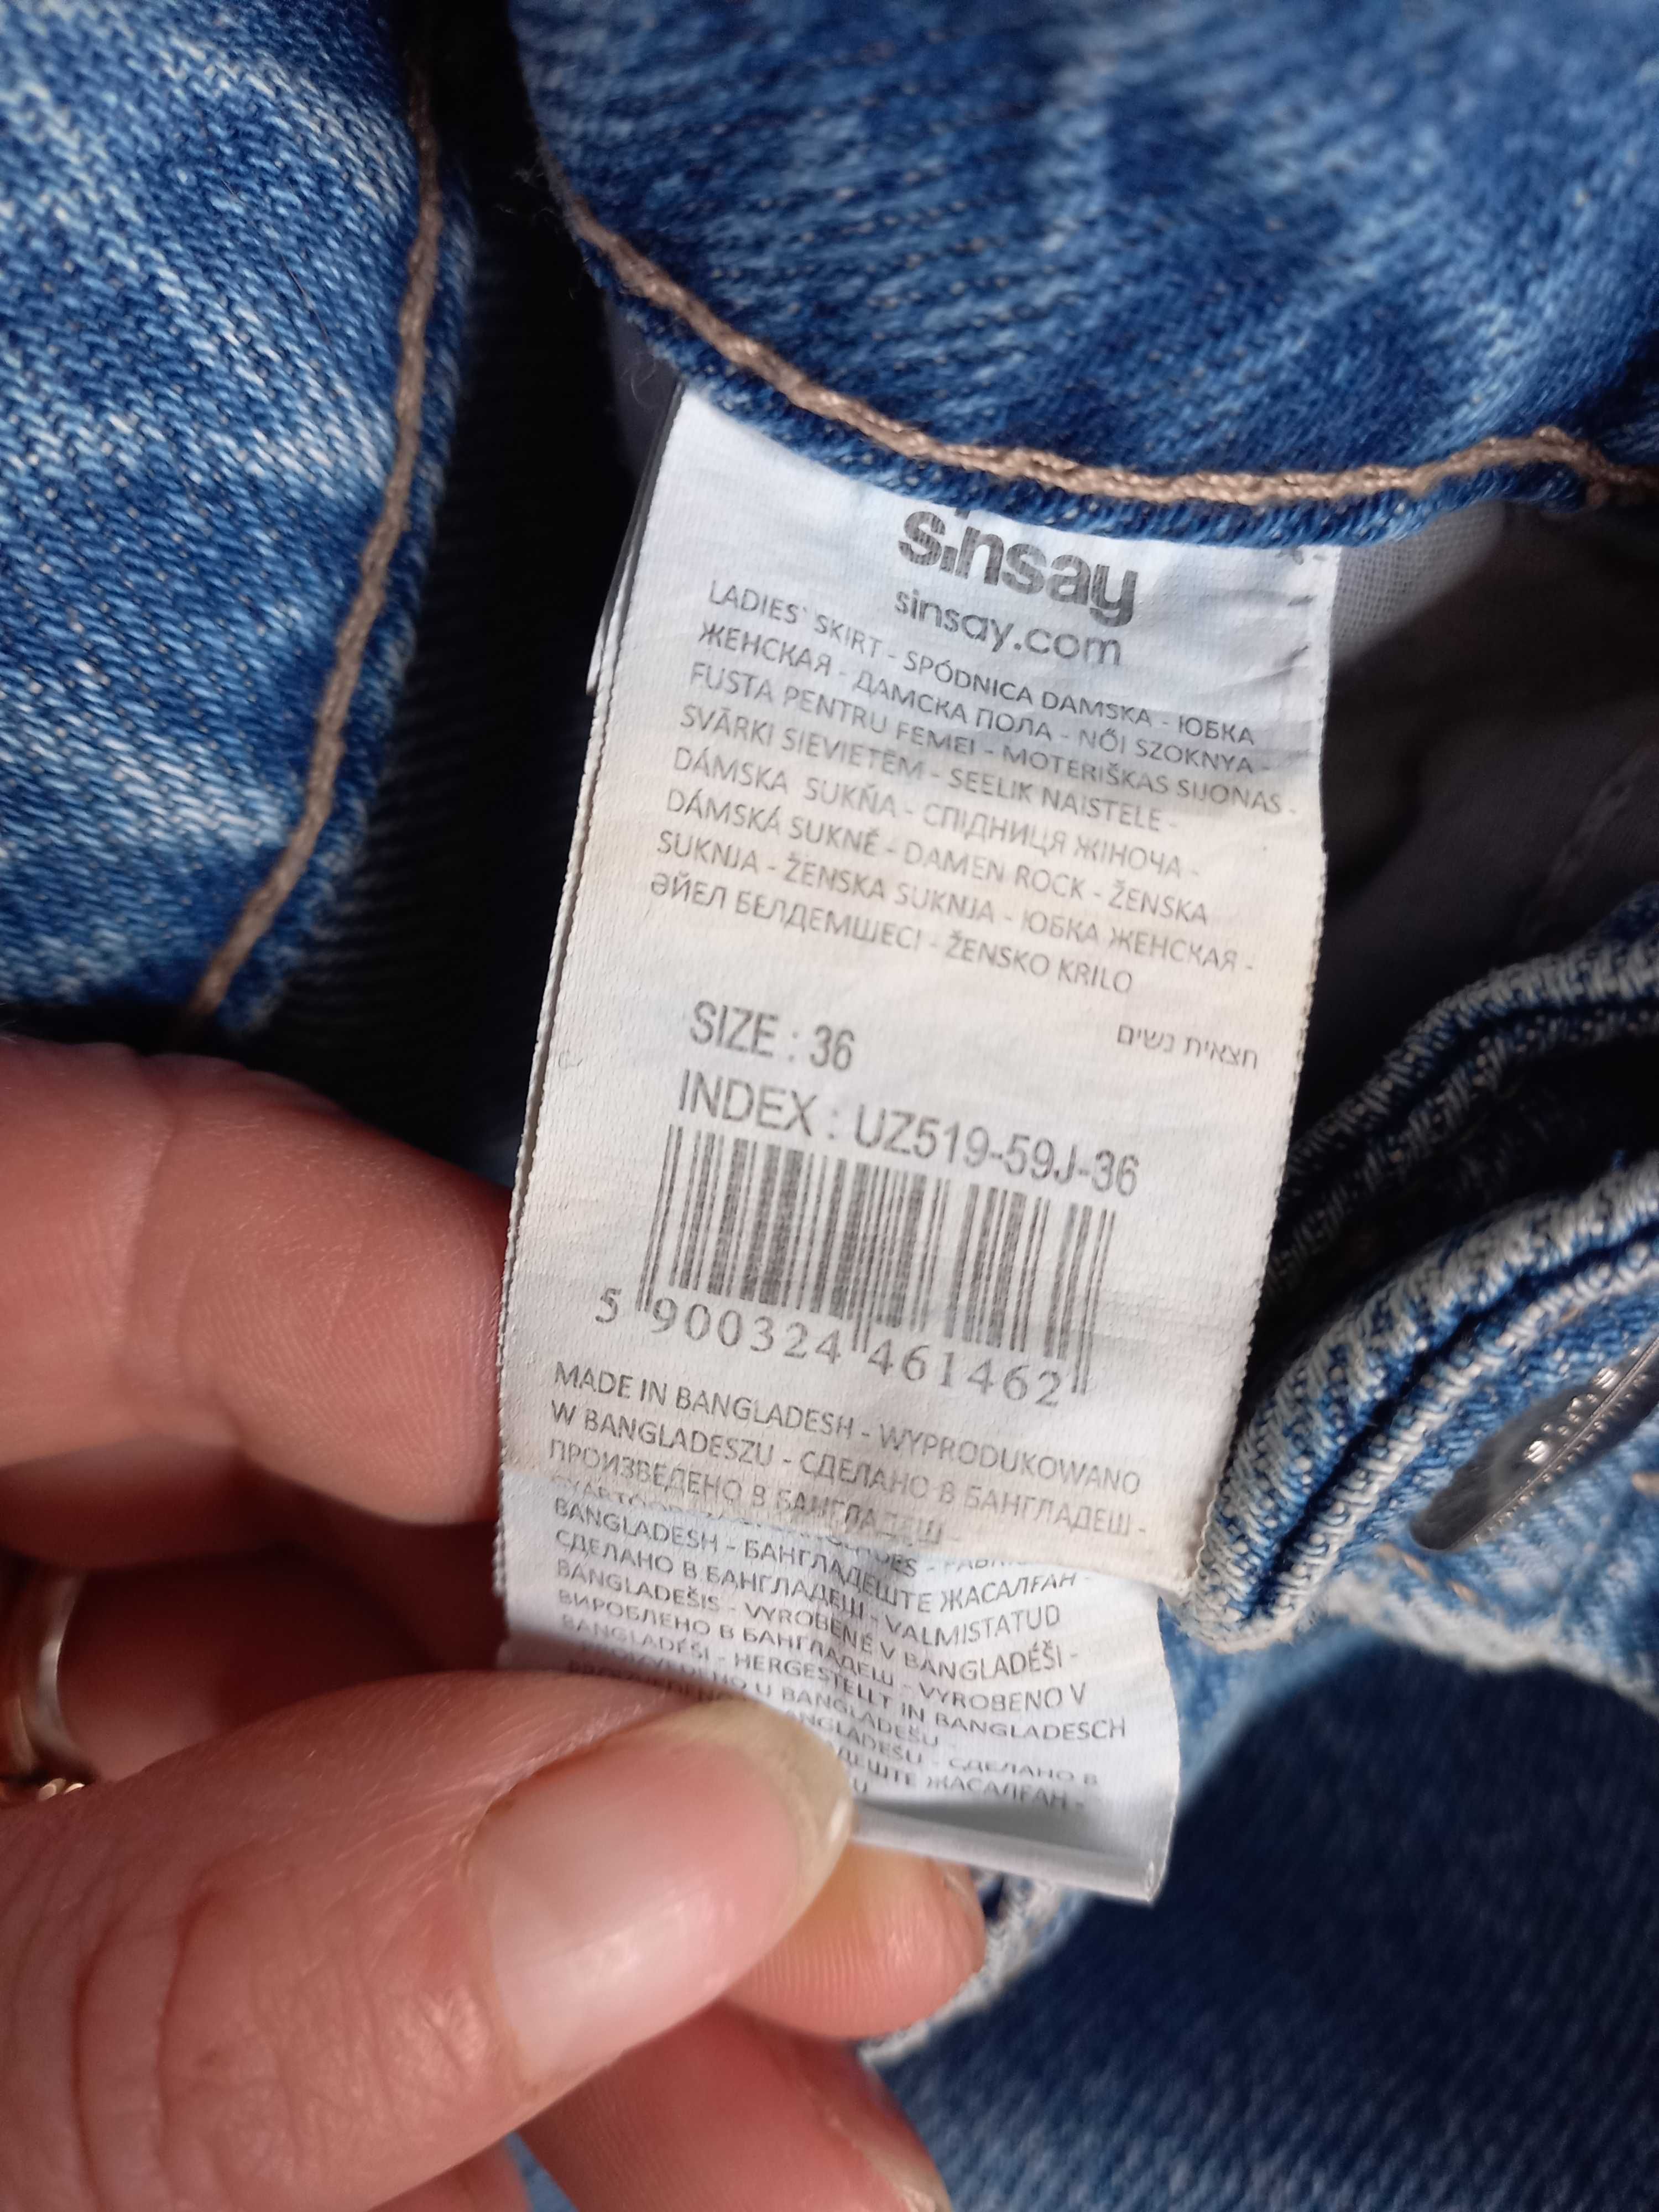 sinsay
sinsay.com
LADIES' SKIRT - SPÓDNICA DAMSKA - ЮБКА
ЖЕНСКАЯ - ДАМСКА ПОЛА - NŐI SZOKNYA -
FUSTA PENTRU FEMEI - MOTERIŠKAS SIJONAS -
SVĀRKI SIEVIETĒM - SEELIK NAISTELE -
DÁMSKA SUKŇA - СПІДНИЦЯ ЖІНОЧА -
DÁMSKÁ SUKNĚ - DAMEN ROCK - ŽENSKA
SUKNJA - ŽENSKA SUKNJA - ЮБКА ЖЕНСКАЯ -
ӘЙЕЛ БЕЛДЕМШЕСІ - ŽENSKO KRILO
חצאית נשים
SIZE : 36
INDEX : UZ519-59J-36
5 900324 461462
MADE IN BANGLADESH - WYPRODUKOWANO
W BANGLADESZU - СДЕЛАНО В БАНГЛАДЕШ -
ПРОИЗВЕДЕНО В БАНГЛАДЕШ -
BANGLADESH - БАНГЛАДЕШТЕ ЖАСАЛҒАН -
СДЕЛАНО В БАНГЛАДЕШ - VALMISTATUD
BANGLADEŠIS - VYROBENÉ V BANGLADÉŠI -
ВИРОБЛЕНО В БАНГЛАДЕШ - VYROBENO V
BANGLADÉŠI - HERGESTELLT IN BANGLADESCH
U BANGLADEŠU -
- СДЕЛАНО В
ЖАСАЛҒАН -